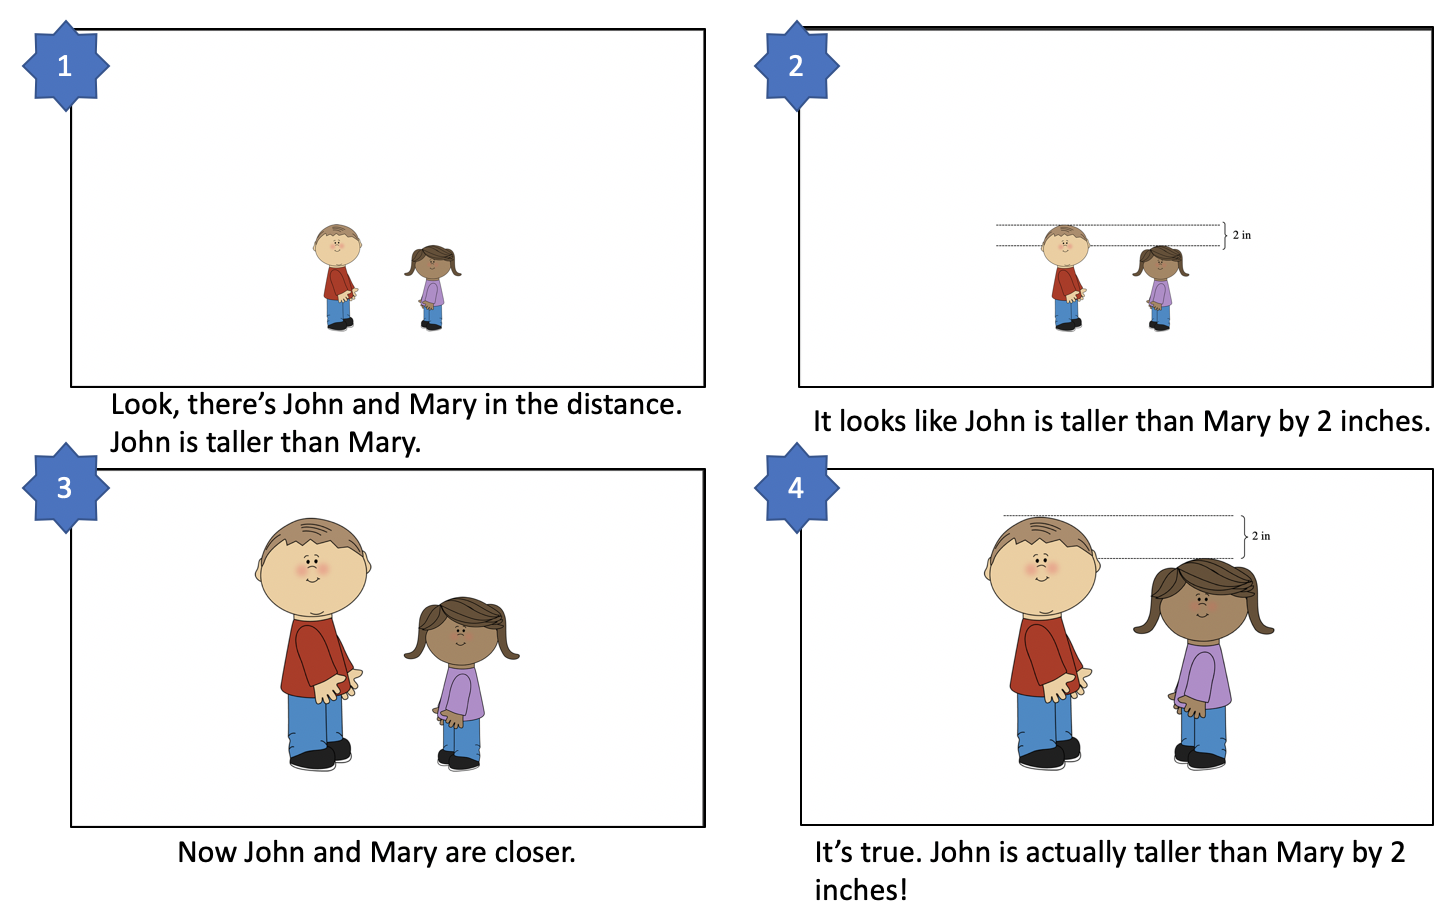 1
Look, there’s John and Mary in the distance.
John is taller than Mary.
2
2 in
It looks like John is taller than Mary by 2 inches.
3
Now John and Mary are closer.
4
2 in
It’s true. John is actually taller than Mary by 2
inches!